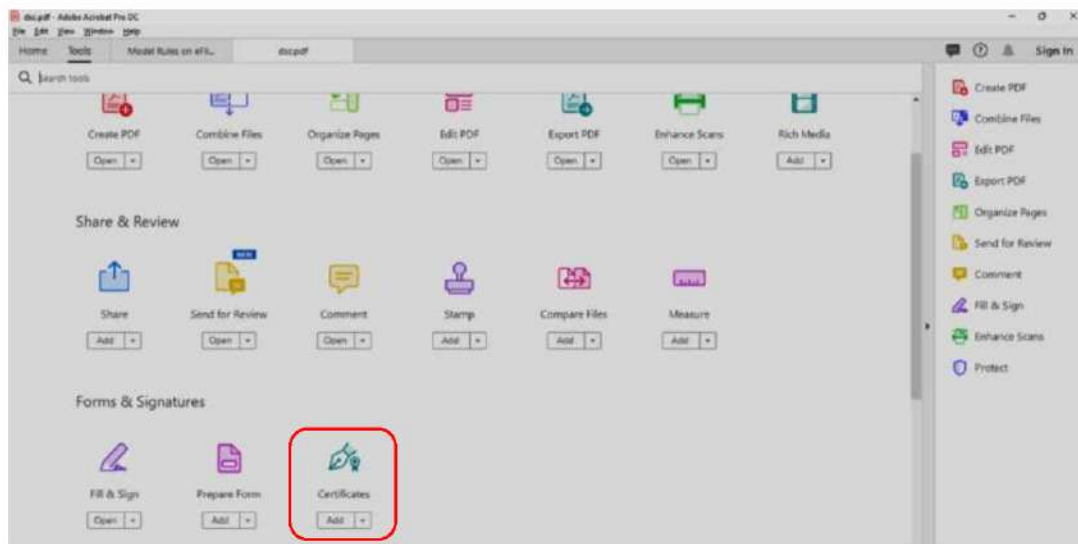 dsc.pdf - Adobe Acrobat Pro DC
File Edit View Window Help
Home Tools Model Rules on eFili... dsc.pdf Sign In
Search tools
Create PDF Combine Files Organize Pages Edit PDF Export PDF Enhance Scans Rich Media
Open Open Open Open Open Open Add
Share & Review
NEW
Share Send for Review Comment Stamp Compare Files Measure
Add Open Open Add Add Add
Forms & Signatures
Fill & Sign Prepare Form Certificates
Open Add Add
Create PDF
Combine Files
Edit PDF
Export PDF
Organize Pages
Send for Review
Comment
Fill & Sign
Enhance Scans
Protect